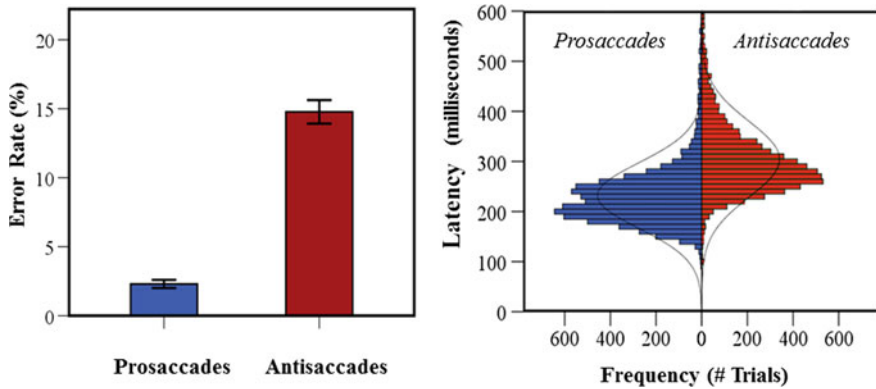 Error Rate (%)
20
15
10
5
0
Prosaccades Antisaccades
Latency (milliseconds)
600
500
400
300
200
100
0
Prosaccades Antisaccades
600 400 200 0 200 400 600
Frequency (# Trials)